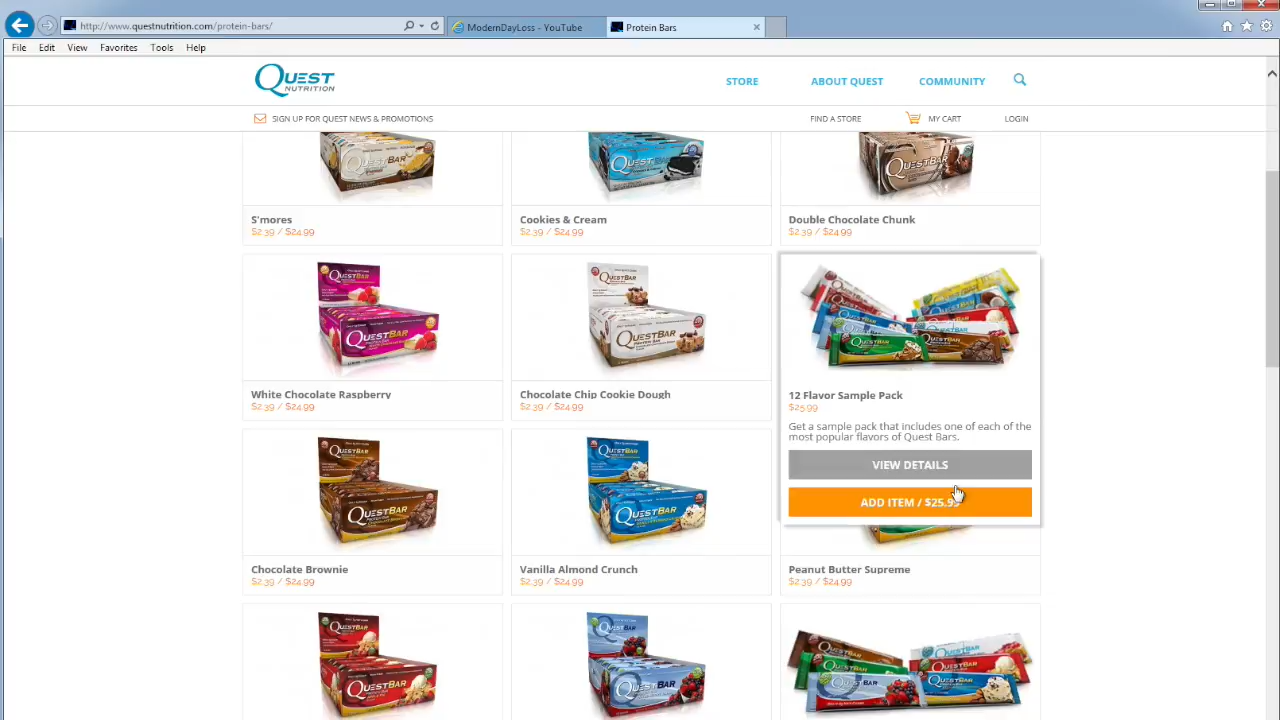 http://www.questnutrition.com/protein-bars/
ModernDayLoss - YouTube
Protein Bars
File Edit View Favorites Tools Help
QUEST NUTRITION
STORE ABOUT QUEST COMMUNITY
SIGN UP FOR QUEST NEWS & PROMOTIONS
FIND A STORE MY CART LOGIN
S'mores
$2.39 / $24.99
Cookies & Cream
$2.39 / $24.99
Double Chocolate Chunk
$2.39 / $24.99
White Chocolate Raspberry
$2.39 / $24.99
Chocolate Chip Cookie Dough
$2.39 / $24.99
12 Flavor Sample Pack
$25.99
Get a sample pack that includes one of each of the
most popular flavors of Quest Bars.
VIEW DETAILS
ADD ITEM / $25.99
Chocolate Brownie
$2.39 / $24.99
Vanilla Almond Crunch
$2.39 / $24.99
Peanut Butter Supreme
$2.39 / $24.99
QUESTBAR
QUESTBAR
QUESTBAR